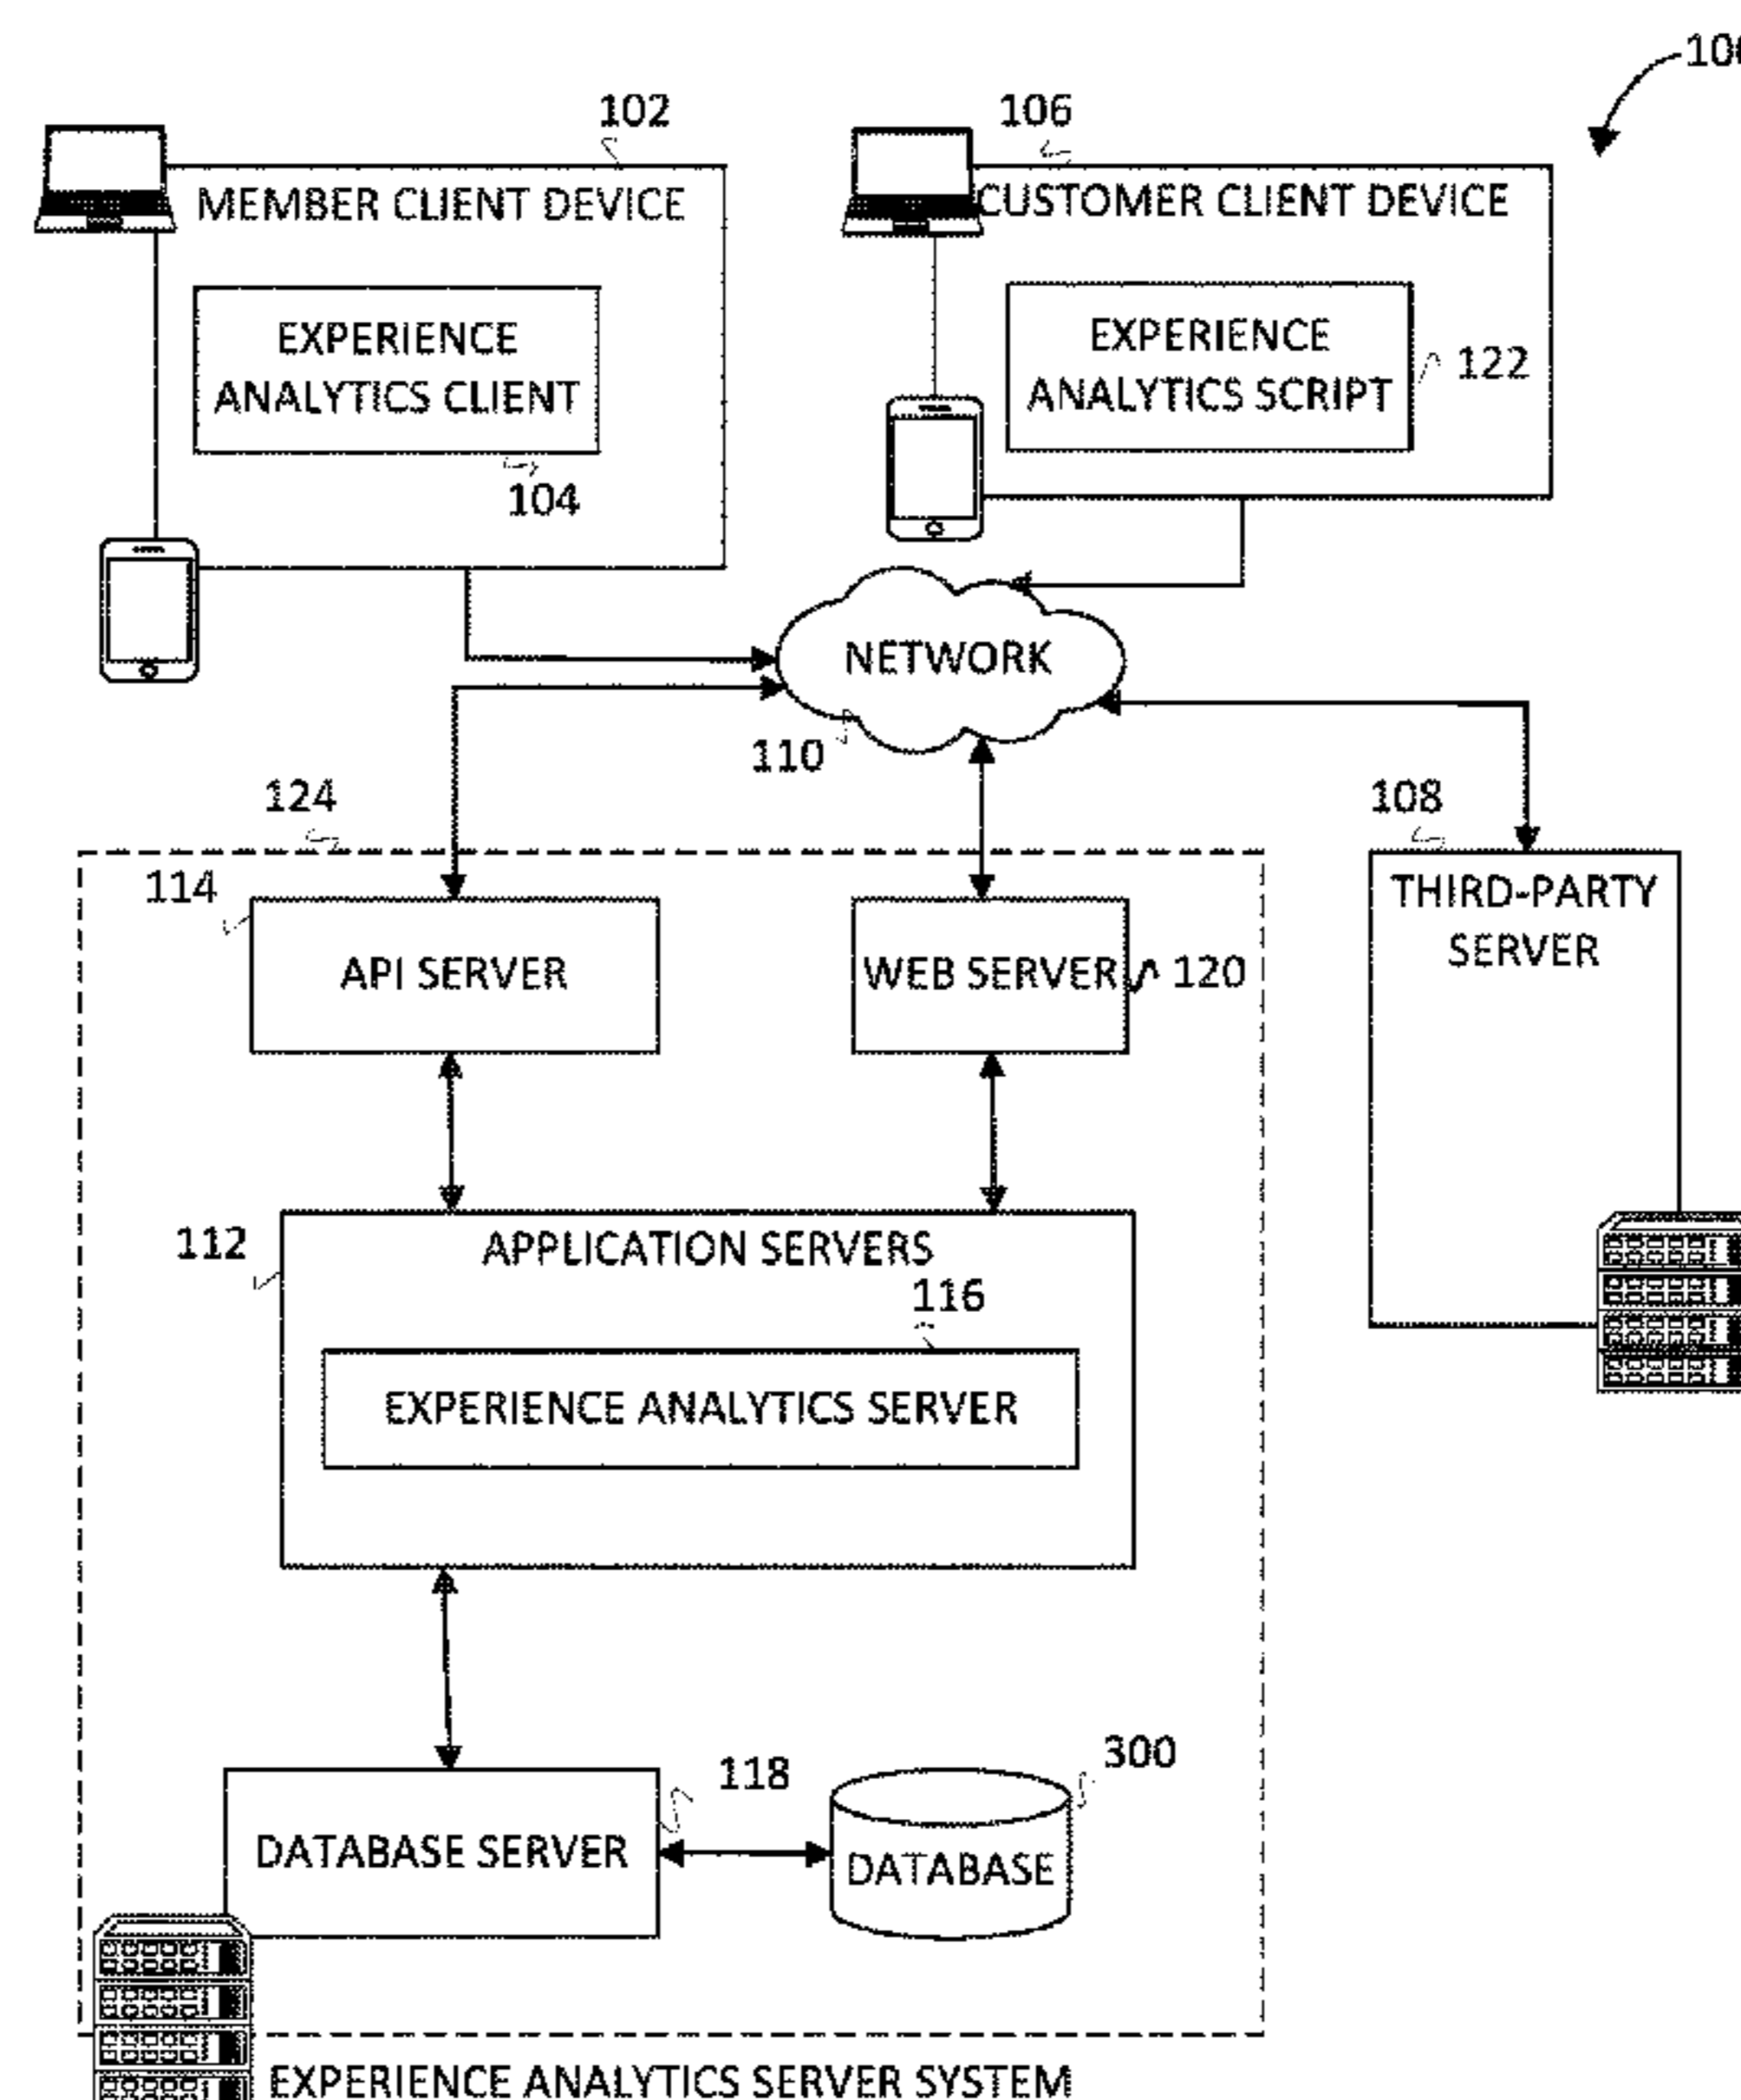 102
106
MEMBER CLIENT DEVICE
CUSTOMER CLIENT DEVICE
EXPERIENCE
ANALYTICS CLIENT
EXPERIENCE
ANALYTICS SCRIPT
122
104
NETWORK
110
124
108
114
API SERVER
WEB SERVER
120
THIRD-PARTY
SERVER
112
APPLICATION SERVERS
116
EXPERIENCE ANALYTICS SERVER
118
300
DATABASE SERVER
DATABASE
EXPERIENCE ANALYTICS SERVER SYSTEM